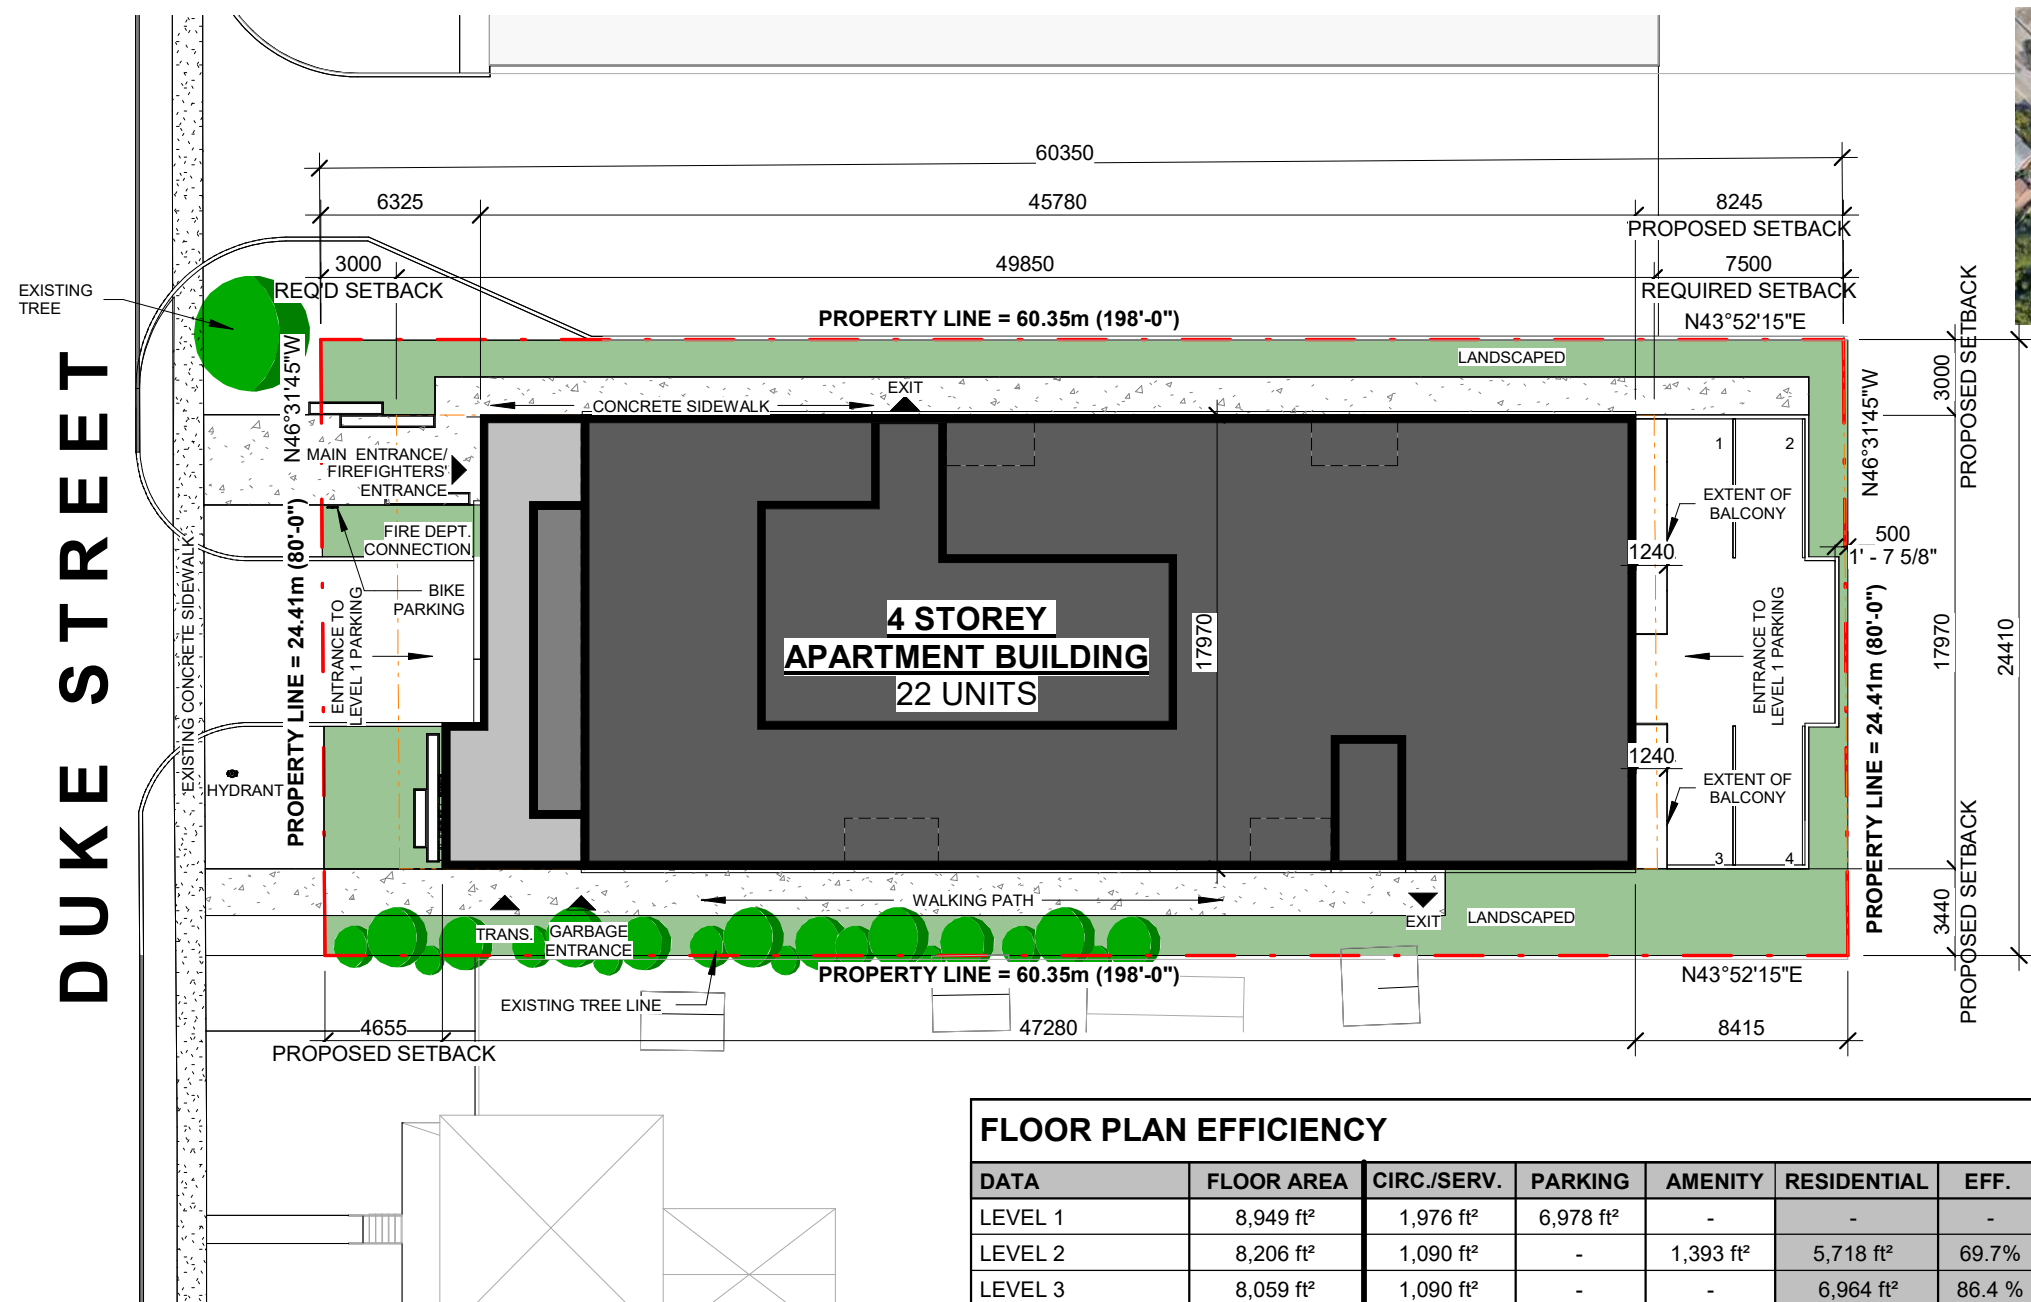 60350
6325
45780
8245
PROPOSED SETBACK
3000
REQ'D SETBACK
49850
7500
REQUIRED SETBACK
EXISTING
TREE
PROPERTY LINE = 60.35m (198'-0")
N43°52'15"E
LANDSCAPED
EXIT
CONCRETE SIDEWALK
N46°31'45"W
MAIN ENTRANCE/
FIREFIGHTERS'
ENTRANCE
FIRE DEPT.
CONNECTION
BIKE
PARKING
ENTRANCE TO
LEVEL 1 PARKING
PROPERTY LINE = 24.41m (80'-0")
EXISTING CONCRETE SIDEWALK
DUKE STREET
HYDRANT
4 STOREY
APARTMENT BUILDING
22 UNITS
17970
1
2
EXTENT OF
BALCONY
1240
ENTRANCE TO
LEVEL 1 PARKING
1240
EXTENT OF
BALCONY
3
4
N46°31'45"W
500
1' - 7 5/8"
PROPERTY LINE = 24.41m (80'-0")
3000
PROPOSED SETBACK
17970
24410
3440
PROPOSED SETBACK
WALKING PATH
TRANS.
GARBAGE
ENTRANCE
EXIT
LANDSCAPED
PROPERTY LINE = 60.35m (198'-0")
N43°52'15"E
EXISTING TREE LINE
4655
PROPOSED SETBACK
47280
8415
FLOOR PLAN EFFICIENCY
DATA FLOOR AREA CIRC./SERV. PARKING AMENITY RESIDENTIAL EFF.
LEVEL 1 8,949 ft² 1,976 ft² 6,978 ft² - - -
LEVEL 2 8,206 ft² 1,090 ft² - 1,393 ft² 5,718 ft² 69.7%
LEVEL 3 8,059 ft² 1,090 ft² - - 6,964 ft² 86.4 %